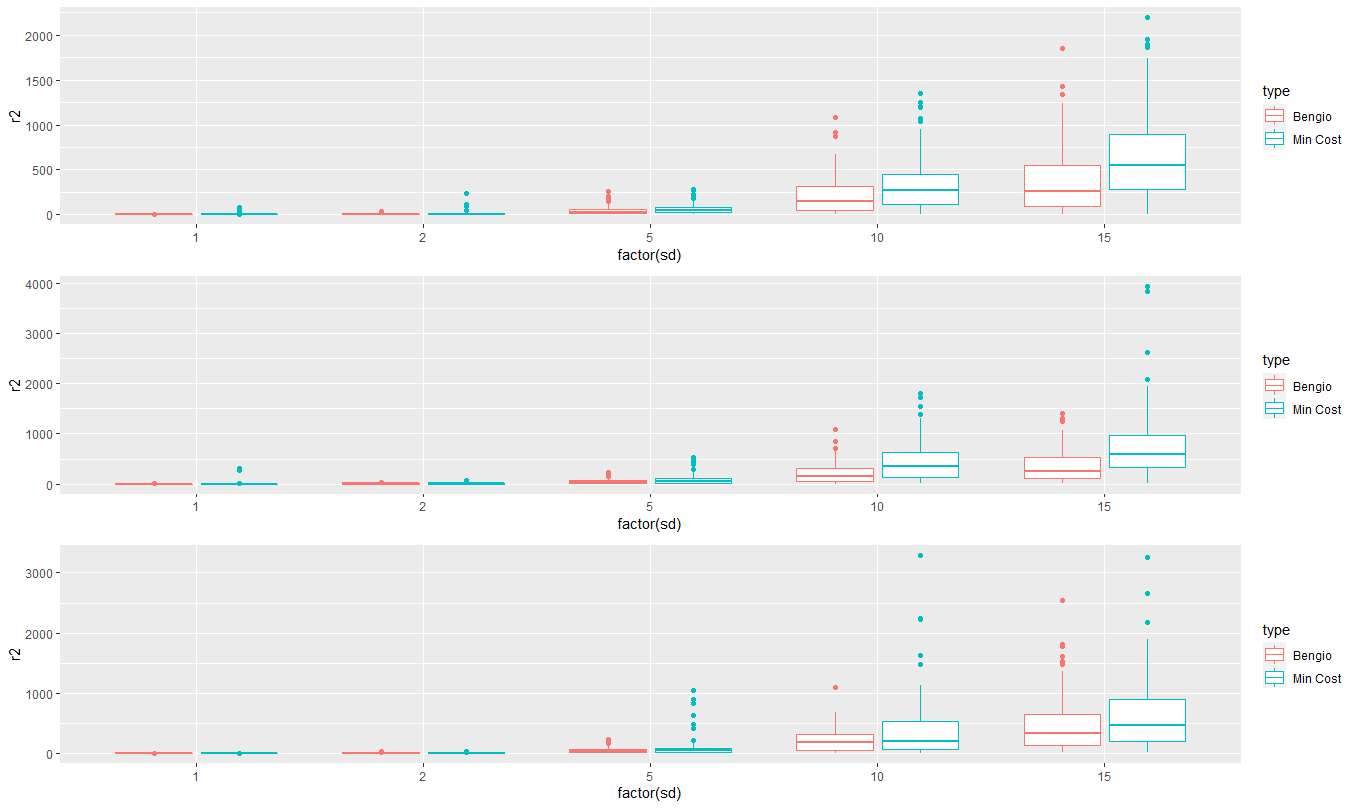 2000
1500
1000
500
0
r2
1 2 5 10 15
factor(sd)
type
Bengio
Min Cost
4000
3000
2000
1000
0
r2
1 2 5 10 15
factor(sd)
type
Bengio
Min Cost
3000
2000
1000
0
r2
1 2 5 10 15
factor(sd)
type
Bengio
Min Cost